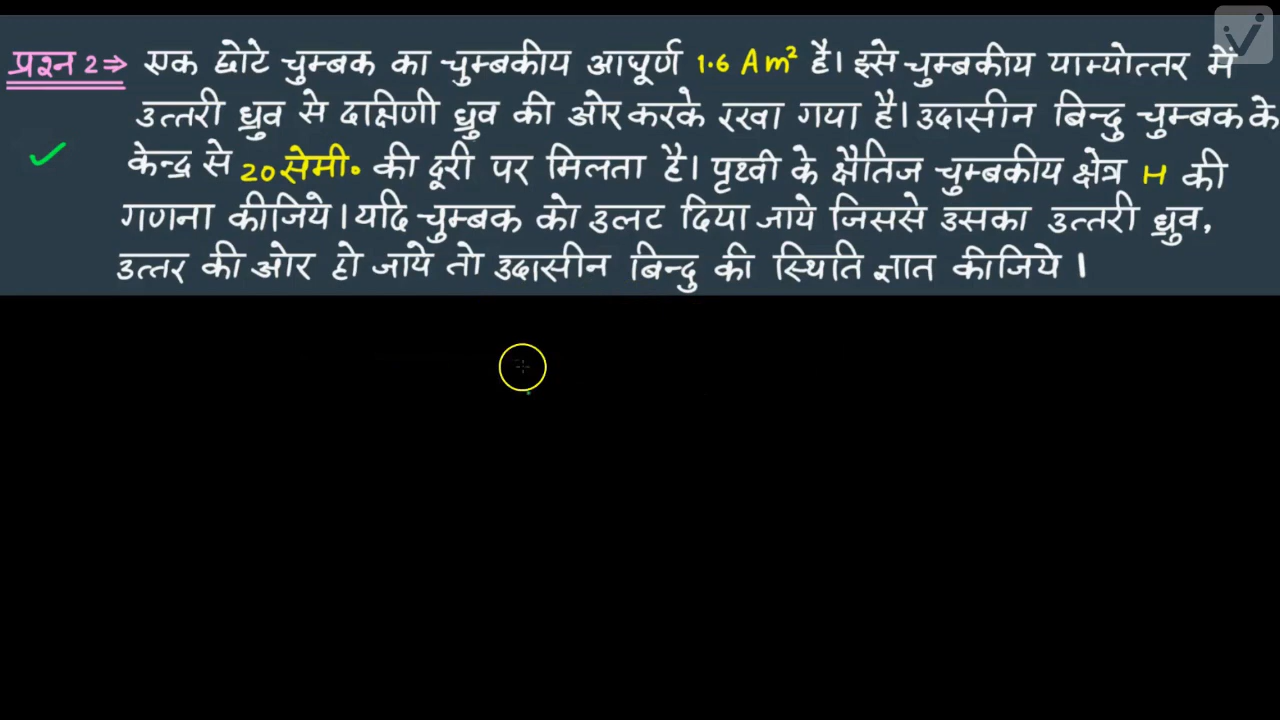 प्रश्न 2⇒ एक छोटे चुम्बक का चुम्बकीय आघूर्ण 1.6 Am² है। इसे चुम्बकीय याम्योत्तर में
उत्तरी ध्रुव से दक्षिणी ध्रुव की ओर करके रखा गया है। उदासीन बिन्दु चुम्बक के
केन्द्र से 20 सेमी० की दूरी पर मिलता है। पृथ्वी के क्षैतिज चुम्बकीय क्षेत्र H की
गणना कीजिये। यदि चुम्बक को उलट दिया जाये जिससे उसका उत्तरी ध्रुव,
उत्तर की ओर हो जाये तो उदासीन बिन्दु की स्थिति ज्ञात कीजिये ।